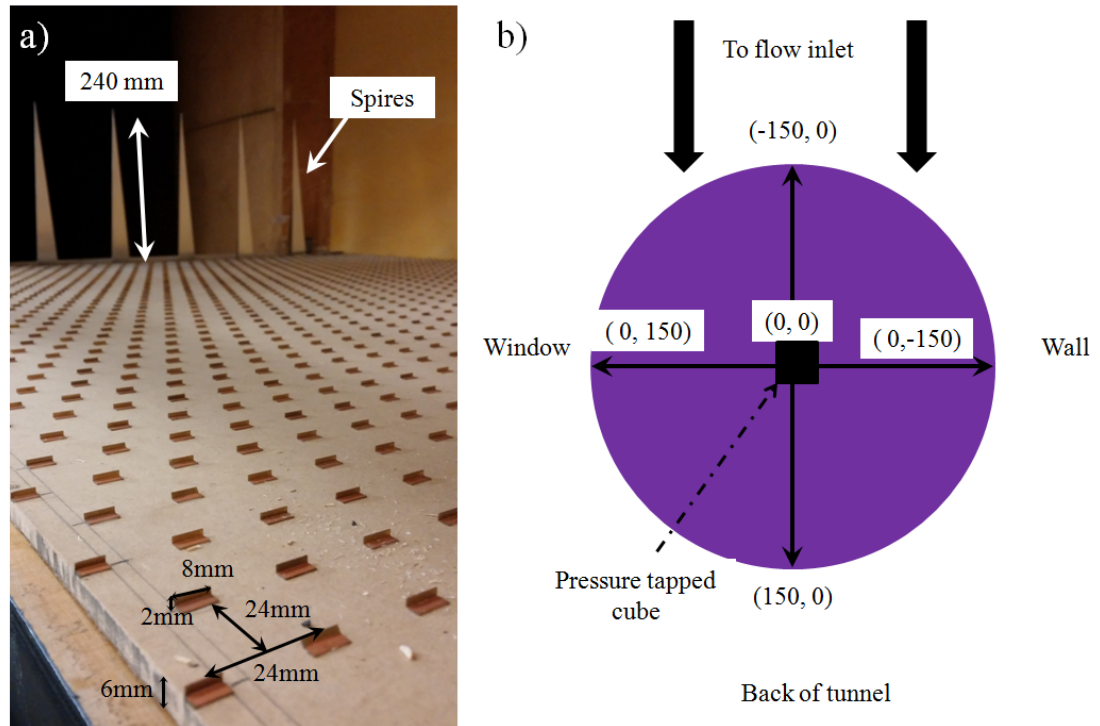 a)
240 mm
Spires
8mm
2mm
24mm
24mm
6mm
b)
To flow inlet
(-150, 0)
Window
( 0, 150)
(0, 0)
( 0,-150)
Wall
Pressure tapped
cube
(150, 0)
Back of tunnel